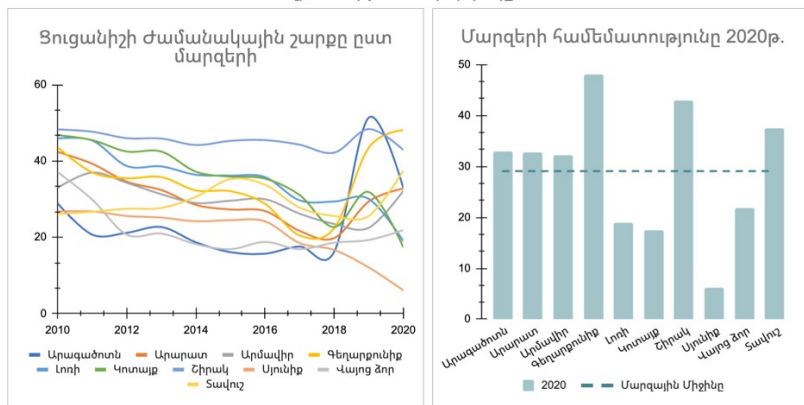 Ցուցանիշի ժամանակային շարքը ըստ
մարզերի
60
40
20
0
2010
2012
2014
2016
2018
2020
Արագածոտն
Արարատ
Արմավիր
Գեղարքունիք
Լոռի
Կոտայք
Շիրակ
Սյունիք
Վայոց ձոր
Տավուշ
Մարզերի համեմատությունը 2020թ.
50
40
30
20
10
0
Արագածոտն
Արարատ
Արմավիր
Գեղարքունիք
Լոռի
Կոտայք
Շիրակ
Սյունիք
Վայոց ձոր
Տավուշ
2020
Մարզային Միջինը